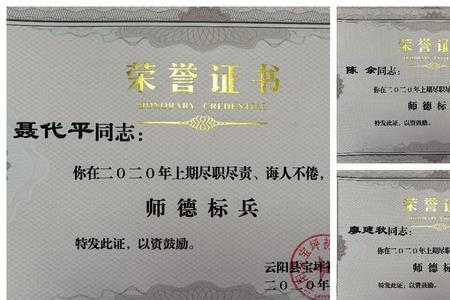 荣誉证书
HONORARY CREDENTIAL
聂代平同志：
你在二〇二〇年上期尽职尽责、诲人不倦，
师德标兵
特发此证，以资鼓励。
云阳县宝坪
二〇二〇年
荣誉证
陈余同志：
你在二〇二〇年上期尽职尽
师德标
特发此证，以资鼓励。
荣誉证
廖建秋同志：
你在二〇二〇年上期尽职
师德标
特发此证，以资鼓励。